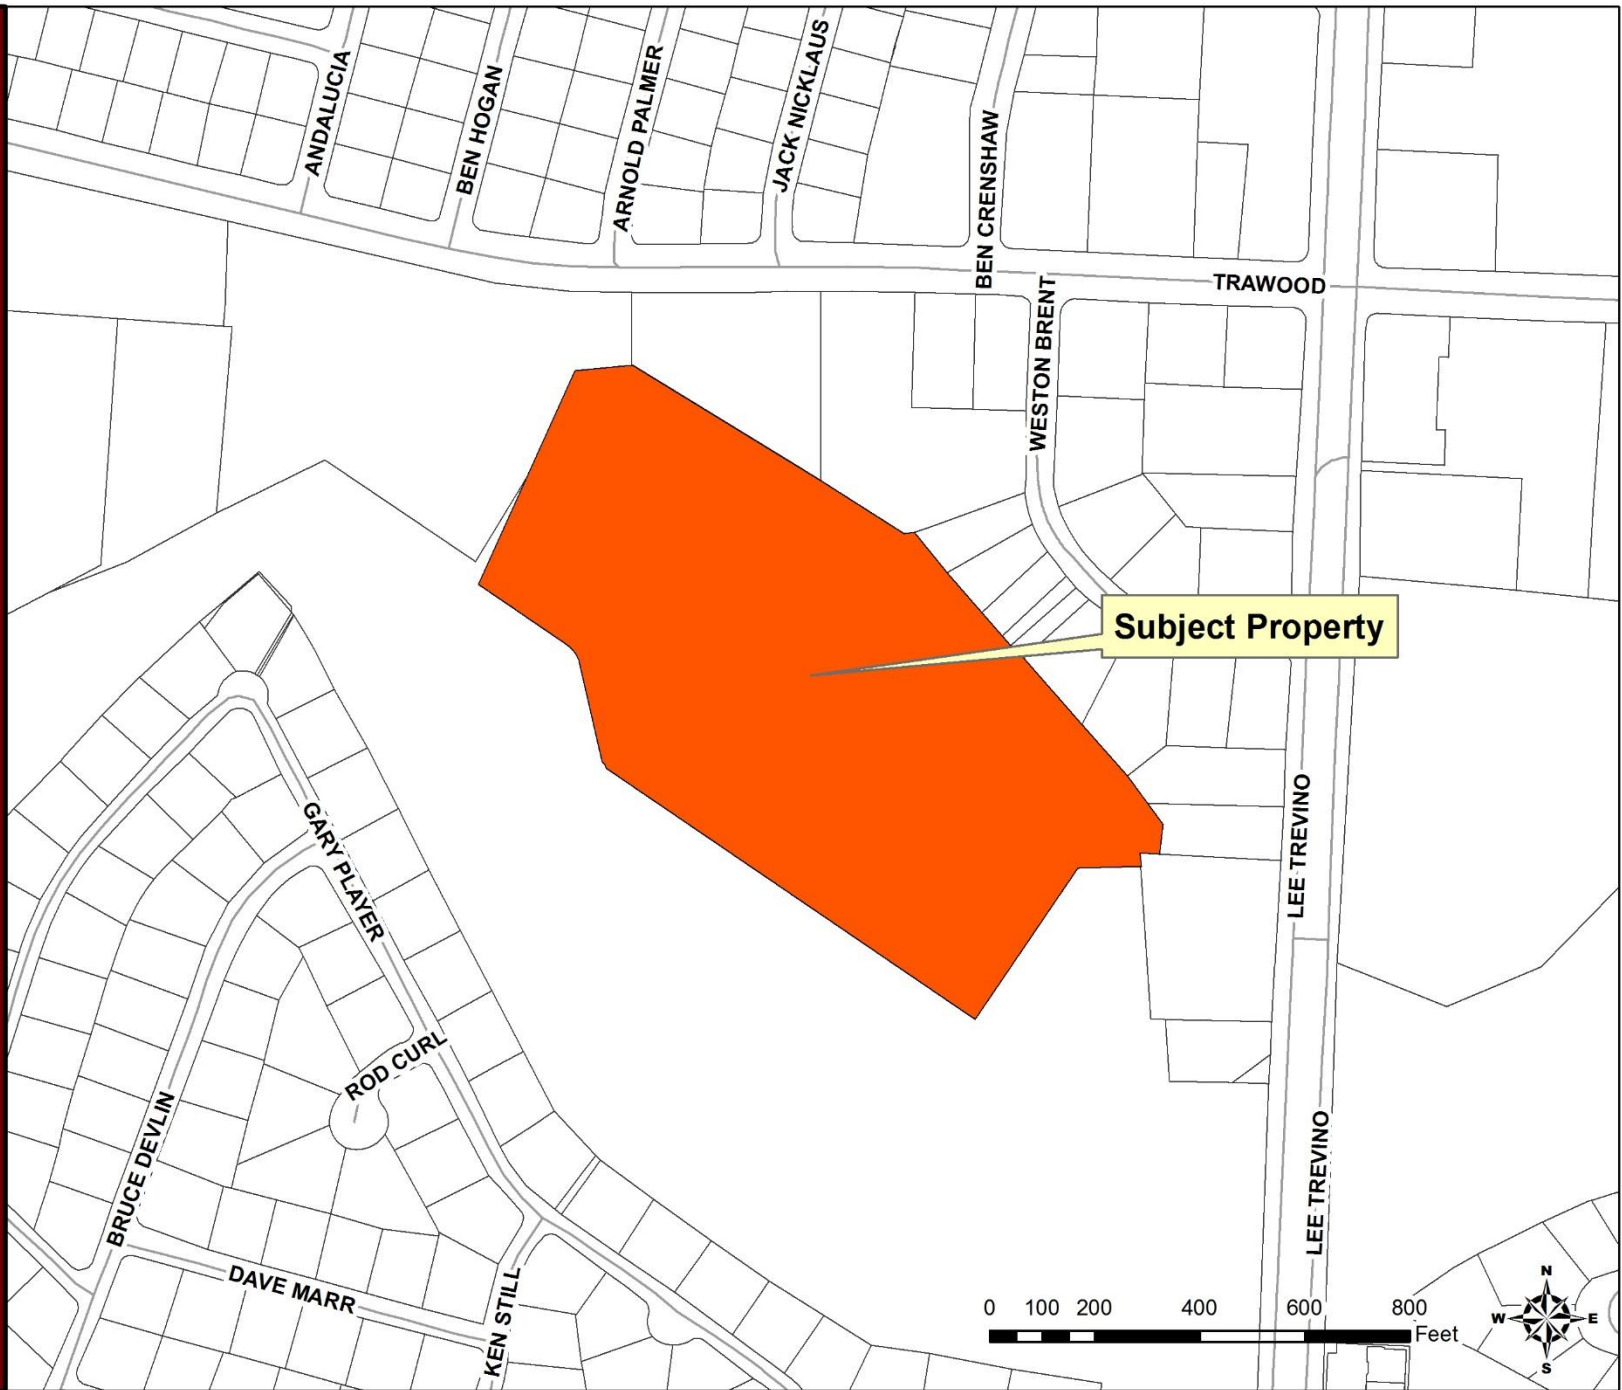 ANDALUCIA
BEN HOGAN
ARNOLD PALMER
JACK NICKLAUS
BEN CRENSHAW
TRAWOOD
WESTON BRENT
Subject Property
LEE TREVINO
GARY PLAYER
ROD CURL
BRUCE DEVLIN
LEE TREVINO
DAVE MARR
KEN STILL
0 100 200 400 600 800
Feet
N
W E
S